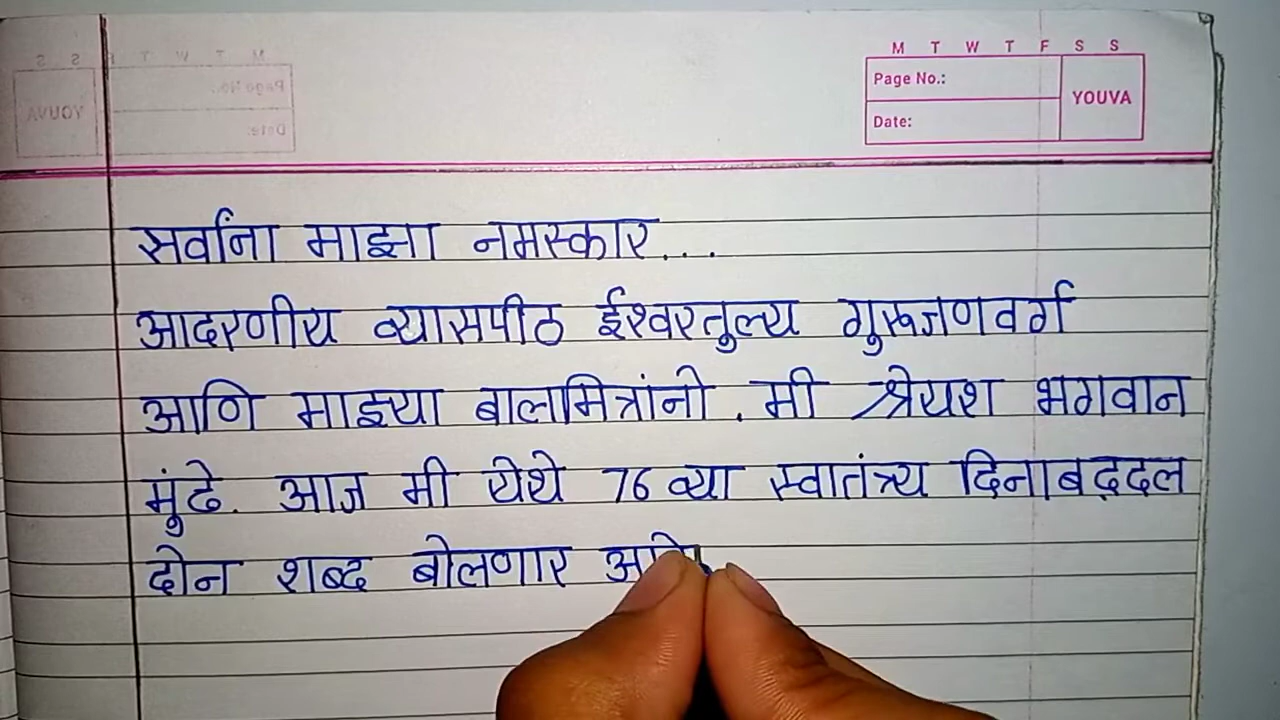 M T W T F S S
Page No.:
YOUVA
Date:
सर्वांना माझा नमस्कार...
आदरणीय व्यासपीठ ईश्वरतुल्य गुरूजणवर्ग
आणि माझ्या बालमित्रांनो . मी श्रेयश भगवान
मुंढे. आज मी येथे 76 व्या स्वातंत्र्य दिनाबद्दल
दोन शब्द बोलणार